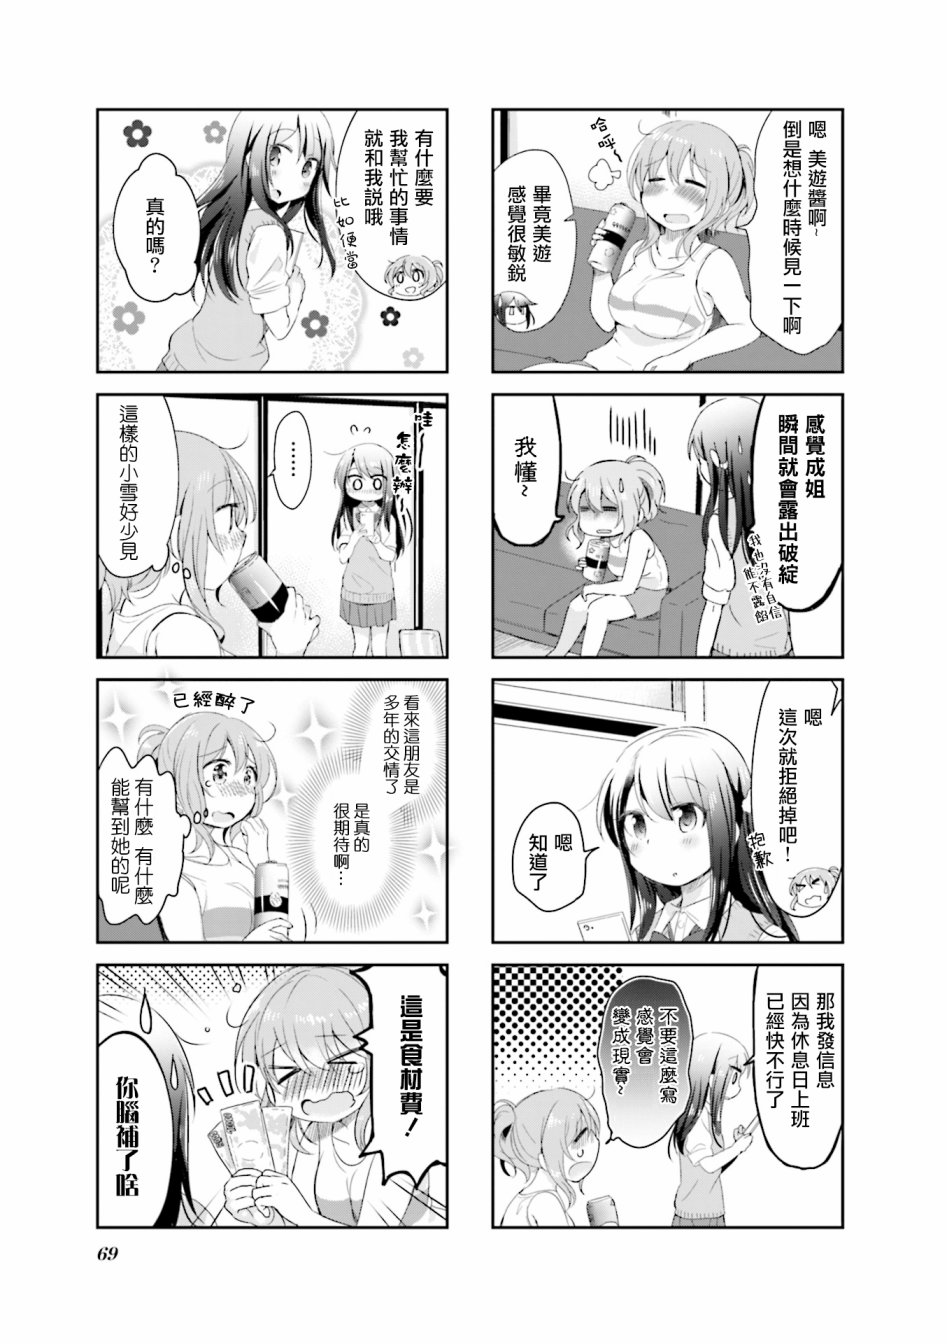 嗯 美遊醬啊~
倒是想什麼時候見一下啊
哈呼~
畢竟美遊
感覺很敏鋭
感覺成姐
瞬間就會露出破綻
我也沒有自信
能不露餡
我懂~
嗯
這次就拒絕掉吧！
抱歉
嗯
知道了
那我發信息
因為休息日上班
已經快不行了
不要這麼寫
感覺會
變成現實~
有什麼要
我幫忙的事情
就和我説哦
比如便當
真的嗎？
哇~
怎麼辦~
……
這樣的小雪好少見
看來這朋友是
多年的交情了
是真的
很期待啊…
已經醉了
有什麼 有什麼
能幫到她的呢
這是食材費！
你腦補了啥
69